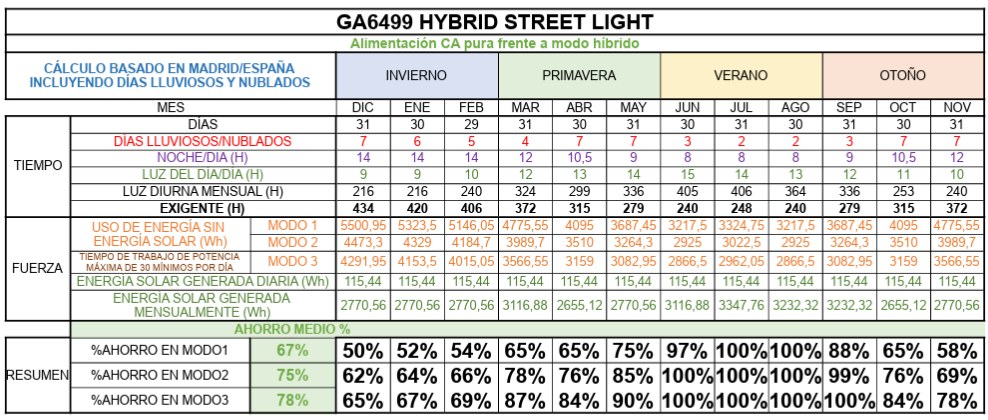 GA6499 HYBRID STREET LIGHT
Alimentación CA pura frente a modo híbrido
CÁLCULO BASADO EN MADRID/ESPAÑA
INCLUYENDO DÍAS LLUVIOSOS Y NUBLADOS
INVIERNO PRIMAVERA VERANO OTOÑO
MES DIC ENE FEB MAR ABR MAY JUN JUL AGO SEP OCT NOV
TIEMPO
DÍAS 31 30 29 31 30 31 30 31 30 31 30 31
DÍAS LLUVIOSOS/NUBLADOS 7 6 5 4 7 7 3 2 2 3 7 7
NOCHE/DIA (H) 14 14 14 12 10,5 9 8 8 8 9 10,5 12
LUZ DEL DÍA/DÍA (H) 9 9 10 12 13 14 15 14 13 12 11 10
LUZ DIURNA MENSUAL (H) 216 216 240 324 299 336 405 406 364 336 253 240
EXIGENTE (H) 434 420 406 372 315 279 240 248 240 279 315 372
FUERZA
USO DE ENERGÍA SIN
ENERGÍA SOLAR (Wh)
MODO 1 5500,95 5323,5 5146,05 4775,55 4095 3687,45 3217,5 3324,75 3217,5 3687,45 4095 4775,55
MODO 2 4473,3 4329 4184,7 3989,7 3510 3264,3 2925 3022,5 2925 3264,3 3510 3989,7
TIEMPO DE TRABAJO DE POTENCIA
MÁXIMA DE 30 MÍNIMOS POR DÍA
MODO 3 4291,95 4153,5 4015,05 3566,55 3159 3082,95 2866,5 2962,05 2866,5 3082,95 3159 3566,55
ENERGÍA SOLAR GENERADA DIARIA (Wh) 115,44 115,44 115,44 115,44 115,44 115,44 115,44 115,44 115,44 115,44 115,44 115,44
ENERGÍA SOLAR GENERADA
MENSUALMENTE (Wh)
2770,56 2770,56 2770,56 3116,88 2655,12 2770,56 3116,88 3347,76 3232,32 3232,32 2655,12 2770,56
AHORRO MEDIO %
RESUMEN
%AHORRO EN MODO1 67% 50% 52% 54% 65% 65% 75% 97% 100% 100% 88% 65% 58%
%AHORRO EN MODO2 75% 62% 64% 66% 78% 76% 85% 100% 100% 100% 99% 76% 69%
%AHORRO EN MODO3 78% 65% 67% 69% 87% 84% 90% 100% 100% 100% 100% 84% 78%